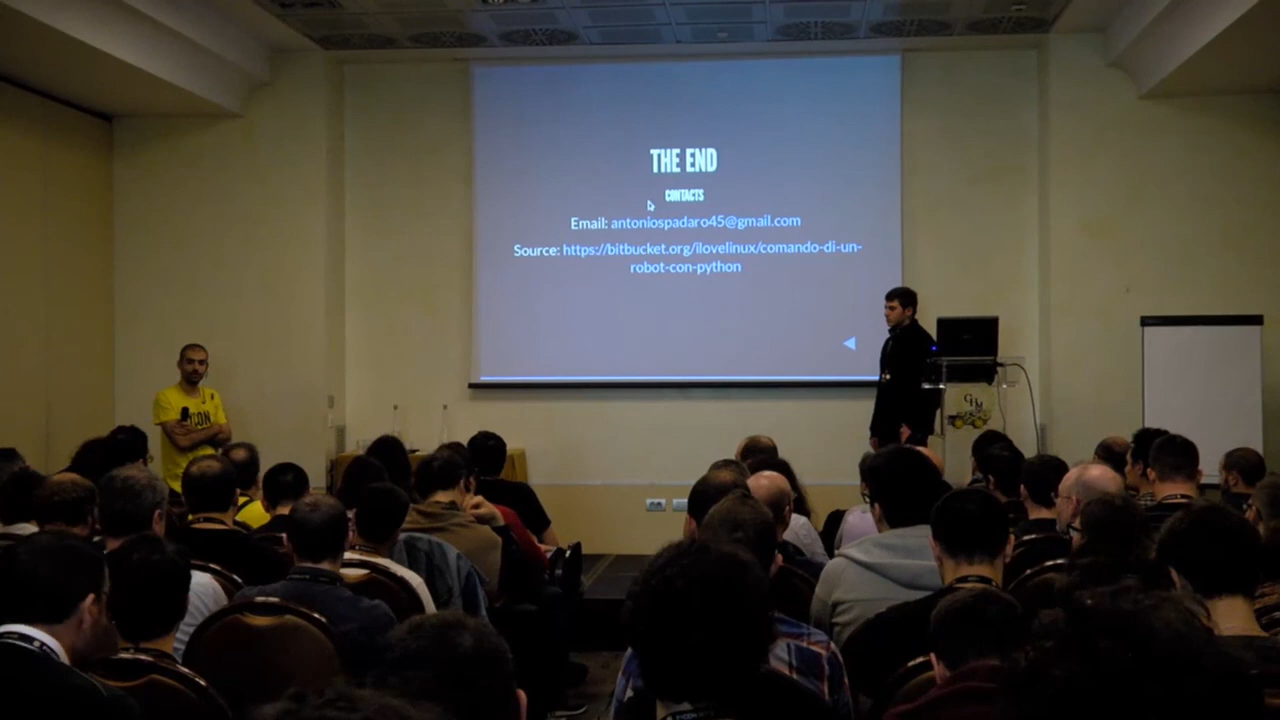 THE END
CONTACTS
Email: antoniospadaro45@gmail.com
Source: https://bitbucket.org/ilovelinux/comando-di-un-
robot-con-python